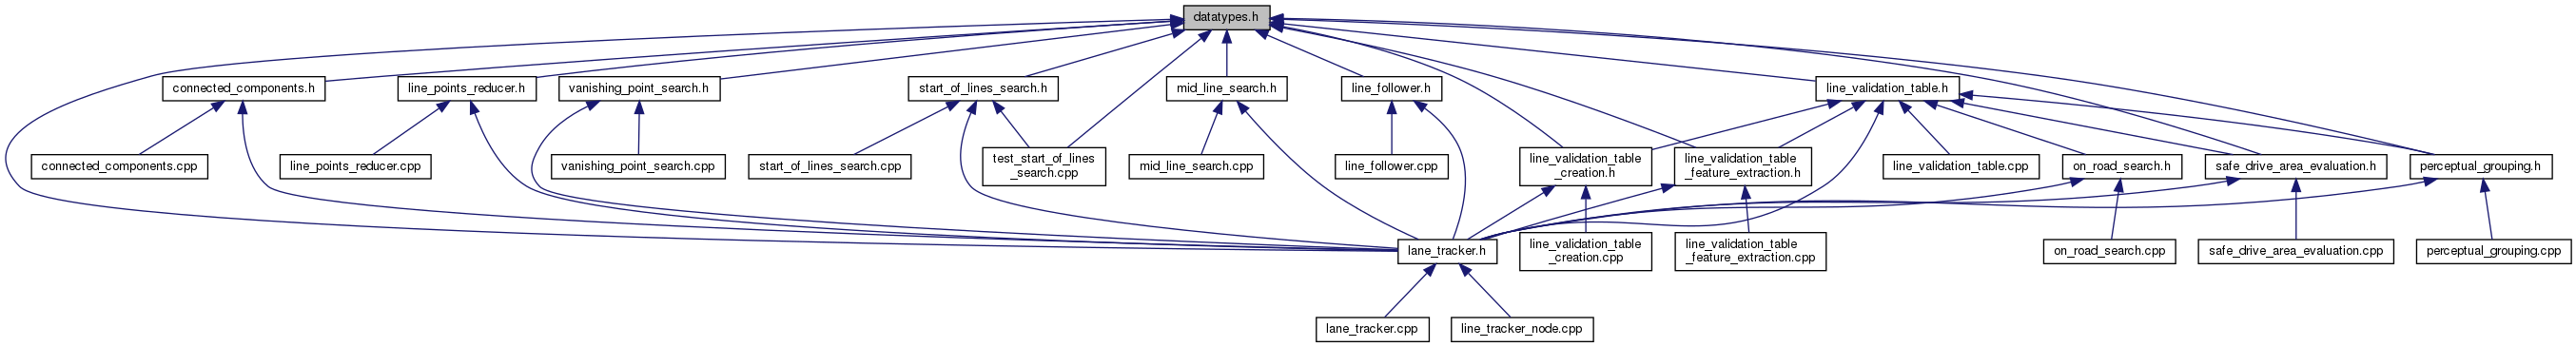 datatypes.h
connected_components.h
line_points_reducer.h
vanishing_point_search.h
start_of_lines_search.h
mid_line_search.h
line_follower.h
line_validation_table.h
connected_components.cpp
line_points_reducer.cpp
vanishing_point_search.cpp
start_of_lines_search.cpp
test_start_of_lines
_search.cpp
mid_line_search.cpp
line_follower.cpp
line_validation_table
_creation.h
line_validation_table
_feature_extraction.h
line_validation_table.cpp
on_road_search.h
safe_drive_area_evaluation.h
perceptual_grouping.h
lane_tracker.h
line_validation_table
_creation.cpp
line_validation_table
_feature_extraction.cpp
on_road_search.cpp
safe_drive_area_evaluation.cpp
perceptual_grouping.cpp
lane_tracker.cpp
line_tracker_node.cpp